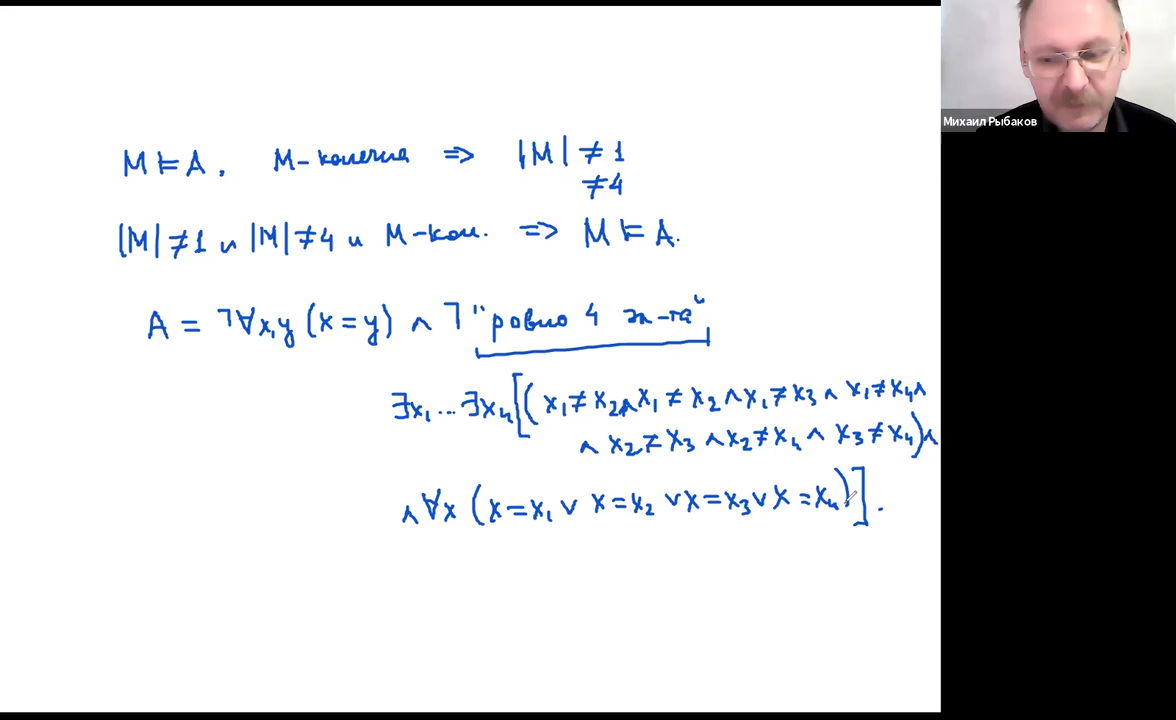 Михаил Рыбаков
M ⊨ A, M-конечна ⇒ |M| ≠ 1
≠ 4
|M| ≠ 1 и |M| ≠ 4 и M-кон. ⇒ M ⊨ A.
A = ¬∀x,y (x = y) ∧ ¬ "ровно 4 эл-та"
∃x₁...∃x₄[(x₁ ≠ x₂ ∧ x₁ ≠ x₂ ∧ x₁ ≠ x₃ ∧ x₁ ≠ x₄ ∧
∧ x₂ ≠ x₃ ∧ x₂ ≠ x₄ ∧ x₃ ≠ x₄) ∧
∧ ∀x (x = x₁ ∨ x = x₂ ∨ x = x₃ ∨ x = x₄)].